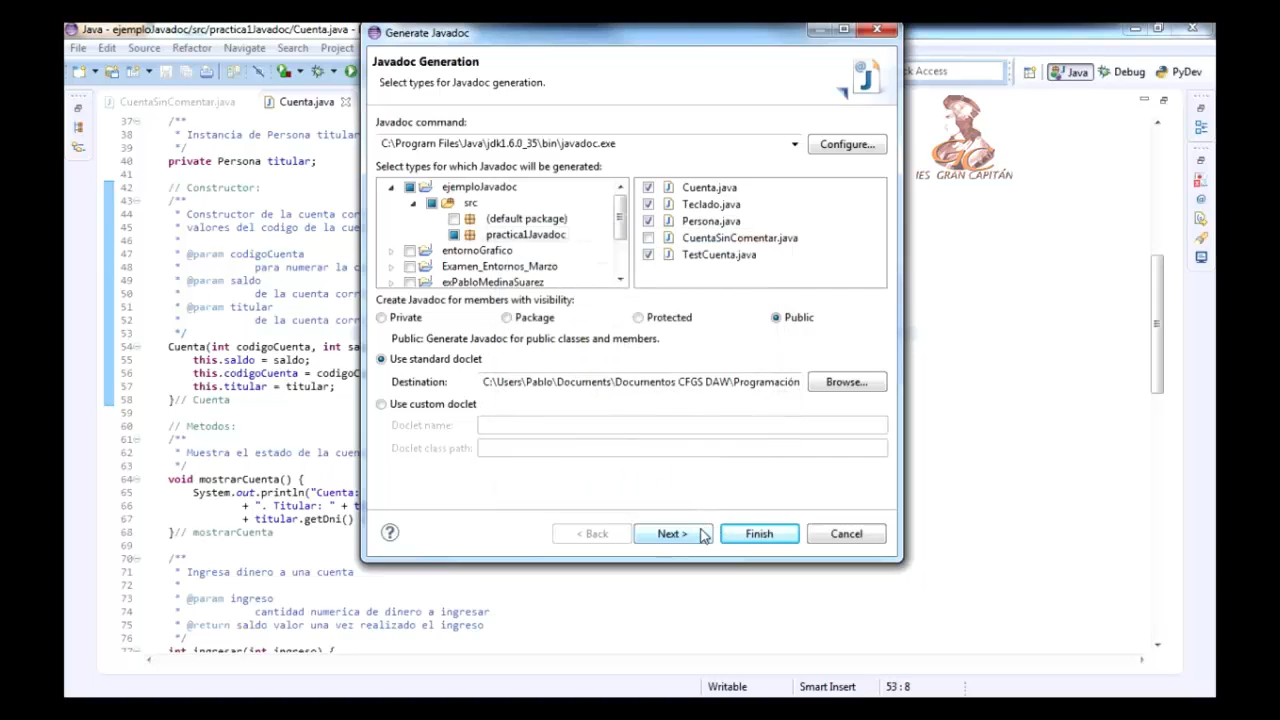 Java - ejemploJavadoc/src/practica1Javadoc/Cuenta.java -
Generate Javadoc
File Edit Source Refactor Navigate Search Project
Javadoc Generation
Select types for Javadoc generation.
ck Access
Java
Debug
PyDev
CuentaSinComentar.java
Cuenta.java
IES GRAN CAPITÁN
Javadoc command:
C:\Program Files\Java\jdk1.6.0_35\bin\javadoc.exe
Configure...
Select types for which Javadoc will be generated:
ejemploJavadoc
src
(default package)
practica1Javadoc
entornoGrafico
Examen_Entornos_Marzo
exPabloMedinaSuarez
Cuenta.java
Teclado.java
Persona.java
CuentaSinComentar.java
TestCuenta.java
Create Javadoc for members with visibility:
Private Package Protected Public
Public: Generate Javadoc for public classes and members.
Use standard doclet
Destination: C:\Users\Pablo\Documents\Documentos CFGS DAW\Programación
Browse...
Use custom doclet
Doclet name:
Doclet class path:
< Back Next > Finish Cancel
37 /**
38 * Instancia de Persona titular
39 */
40 private Persona titular;
41
42 // Constructor:
43 /**
44 * Constructor de la cuenta cor
45 * valores del codigo de la cue
46 *
47 * @param codigoCuenta
48 * para numerar la c
49 * @param saldo
50 * de la cuenta corr
51 * @param titular
52 * de la cuenta corr
53 */
54 Cuenta(int codigoCuenta, int sa
55 this.saldo = saldo;
56 this.codigoCuenta = codigoC
57 this.titular = titular;
58 }// Cuenta
59
60 // Metodos:
61 /**
62 * Muestra el estado de la cuen
63 */
64 void mostrarCuenta() {
65 System.out.println("Cuenta:
66 + ". Titular: " + t
67 + titular.getDni()
68 }// mostrarCuenta
69
70 /**
71 * Ingresa dinero a una cuenta
72 *
73 * @param ingreso
74 * cantidad numerica de dinero a ingresar
75 * @return saldo valor una vez realizado el ingreso
76 */
77 int ingresar(int ingreso) {
Writable Smart Insert 53 : 8